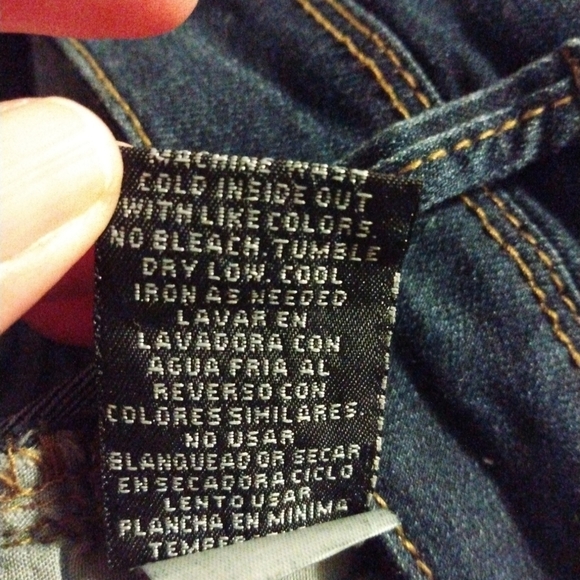 MACHINE WASH
COLD INSIDE OUT
WITH LIKE COLORS.
NO BLEACH. TUMBLE
DRY LOW. COOL
IRON AS NEEDED
LAVAR EN
LAVADORA CON
AGUA FRIA AL
REVERSO CON
COLORES SIMILARES.
NO USAR
BLANQUEADOR SECAR
EN SECADORA CICLO
LENTO USAR
PLANCHA EN MINIMA